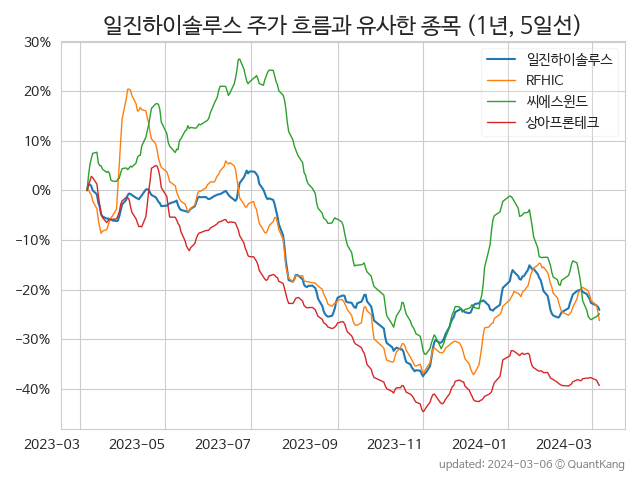 일진하이솔루스 주가 흐름과 유사한 종목 (1년, 5일선)
일진하이솔루스
RFHIC
씨에스윈드
상아프론테크
30%
20%
10%
0%
−10%
−20%
−30%
−40%
2023-03 2023-05 2023-07 2023-09 2023-11 2024-01 2024-03
updated: 2024-03-06 © QuantKang